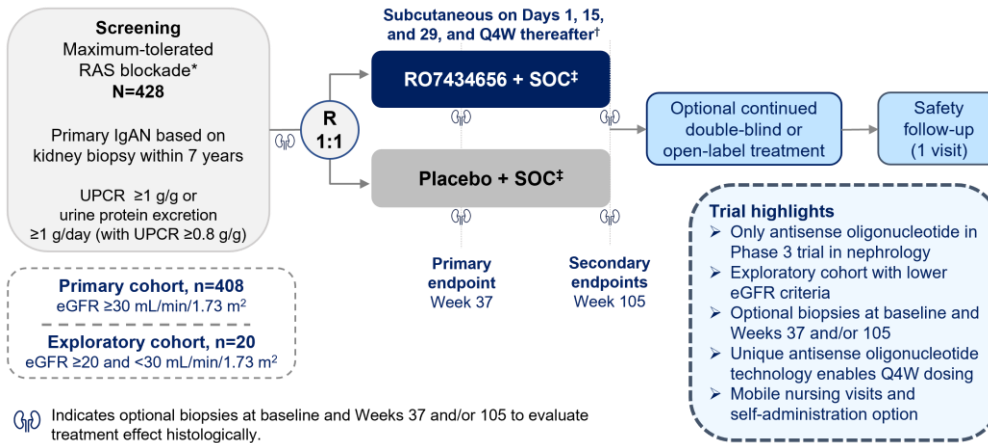 Screening
Maximum-tolerated
RAS blockade*
N=428
Primary IgAN based on
kidney biopsy within 7 years
UPCR ≥1 g/g or
urine protein excretion
≥1 g/day (with UPCR ≥0.8 g/g)
Primary cohort, n=408
eGFR ≥30 mL/min/1.73 m²
Exploratory cohort, n=20
eGFR ≥20 and <30 mL/min/1.73 m²
R
1:1
Subcutaneous on Days 1, 15,
and 29, and Q4W thereafter†
RO7434656 + SOC‡
Placebo + SOC‡
Primary
endpoint
Week 37
Secondary
endpoints
Week 105
Optional continued
double-blind or
open-label treatment
Safety
follow-up
(1 visit)
Trial highlights
➢ Only antisense oligonucleotide in
Phase 3 trial in nephrology
➢ Exploratory cohort with lower
eGFR criteria
➢ Optional biopsies at baseline and
Weeks 37 and/or 105
➢ Unique antisense oligonucleotide
technology enables Q4W dosing
➢ Mobile nursing visits and
self-administration option
Indicates optional biopsies at baseline and Weeks 37 and/or 105 to evaluate
treatment effect histologically.